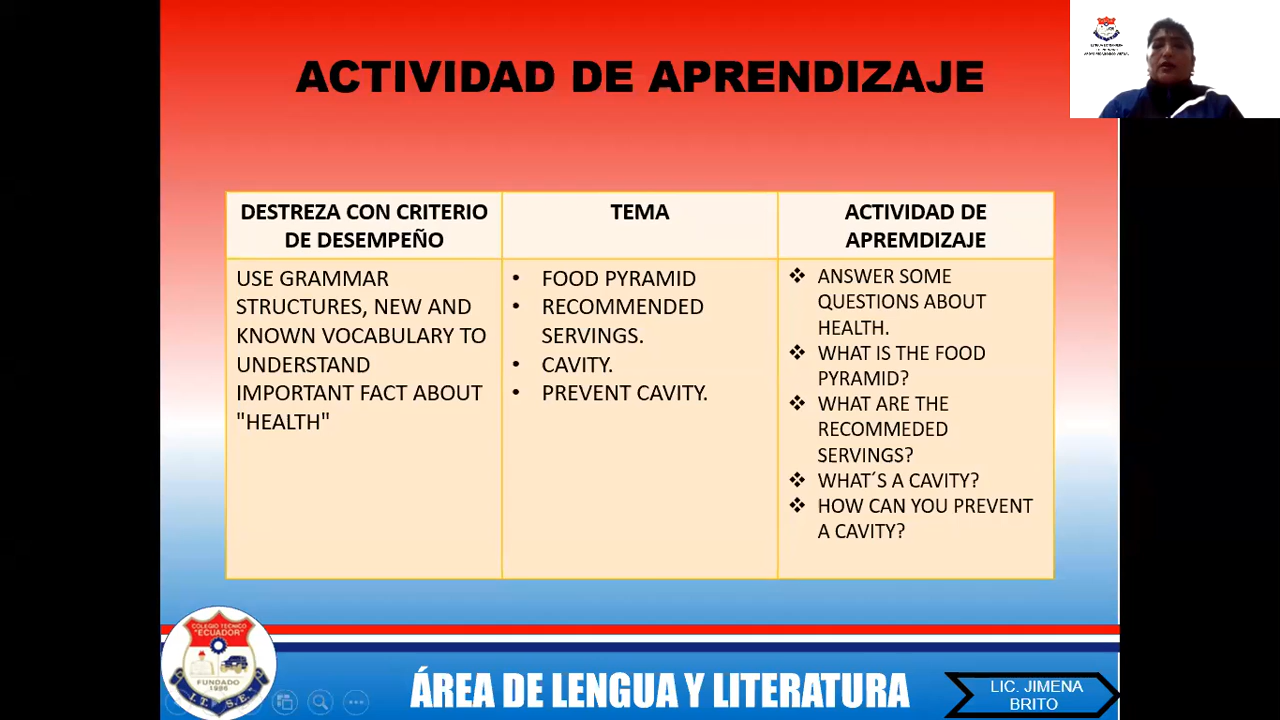 ACTIVIDAD DE APRENDIZAJE
DESTREZA CON CRITERIO
DE DESEMPEÑO
TEMA
ACTIVIDAD DE
APREMDIZAJE
USE GRAMMAR
STRUCTURES, NEW AND
KNOWN VOCABULARY TO
UNDERSTAND
IMPORTANT FACT ABOUT
"HEALTH"
• FOOD PYRAMID
• RECOMMENDED
SERVINGS.
• CAVITY.
• PREVENT CAVITY.
❖ ANSWER SOME
QUESTIONS ABOUT
HEALTH.
❖ WHAT IS THE FOOD
PYRAMID?
❖ WHAT ARE THE
RECOMMEDED
SERVINGS?
❖ WHAT´S A CAVITY?
❖ HOW CAN YOU PREVENT
A CAVITY?
COLEGIO TECNICO
"ECUADOR"
FUNDADO
1986
I.T.S.E.
ÁREA DE LENGUA Y LITERATURA
LIC. JIMENA
BRITO